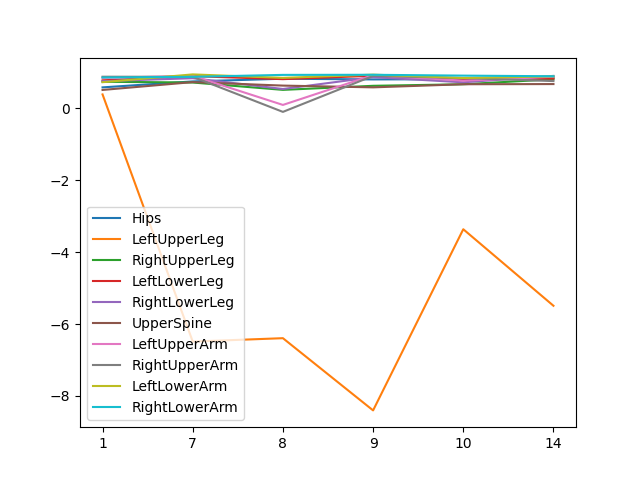 0
−2
−4
−6
−8
Hips
LeftUpperLeg
RightUpperLeg
LeftLowerLeg
RightLowerLeg
UpperSpine
LeftUpperArm
RightUpperArm
LeftLowerArm
RightLowerArm
1 7 8 9 10 14